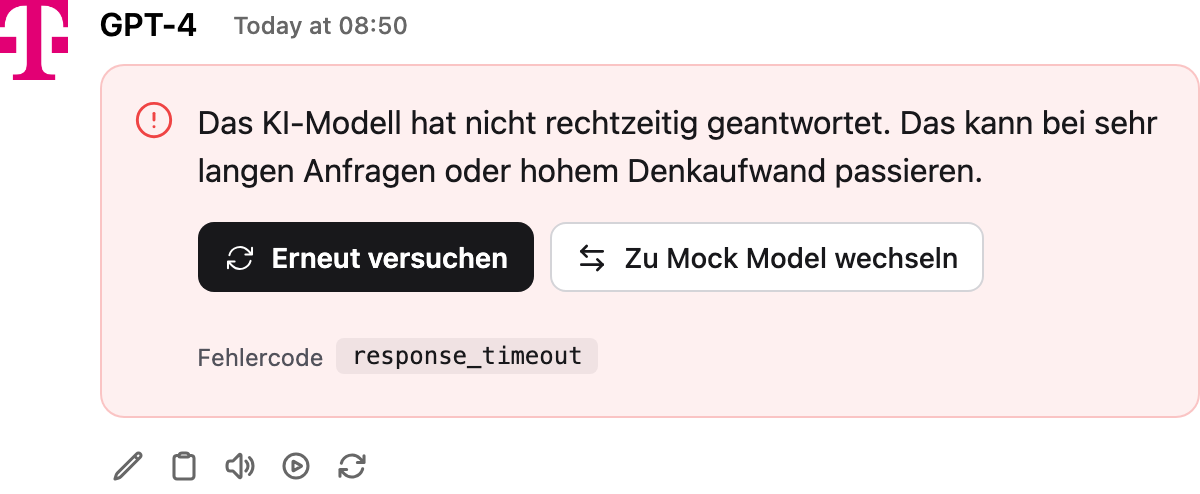 GPT-4 Today at 08:50
Das KI-Modell hat nicht rechtzeitig geantwortet. Das kann bei sehr
langen Anfragen oder hohem Denkaufwand passieren.
Erneut versuchen Zu Mock Model wechseln
Fehlercode response_timeout